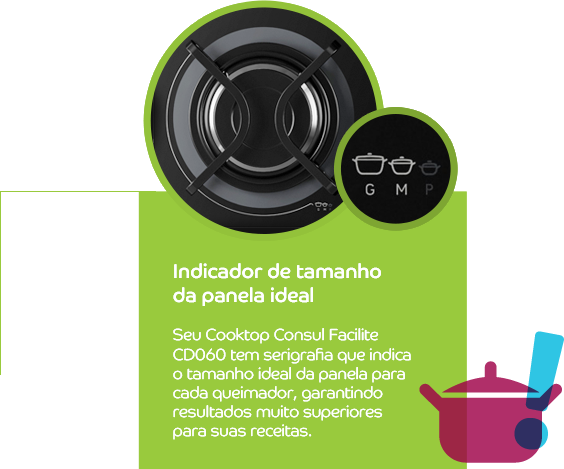 G M P
Indicador de tamanho
da panela ideal
Seu Cooktop Consul Facilite
CD060 tem serigrafia que indica
o tamanho ideal da panela para
cada queimador, garantindo
resultados muito superiores
para suas receitas.